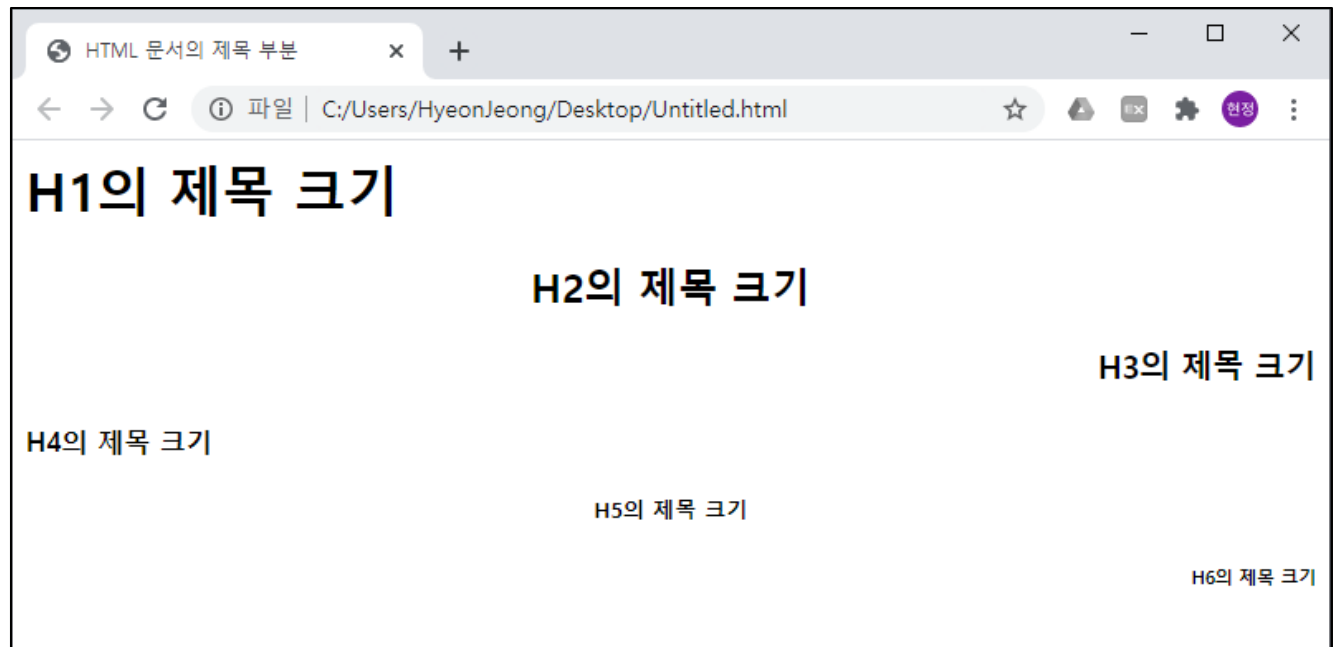 HTML 문서의 제목 부분
파일 C:/Users/HyeonJeong/Desktop/Untitled.html EX 현정
H1의 제목 크기
H2의 제목 크기
H3의 제목 크기
H4의 제목 크기
H5의 제목 크기
H6의 제목 크기